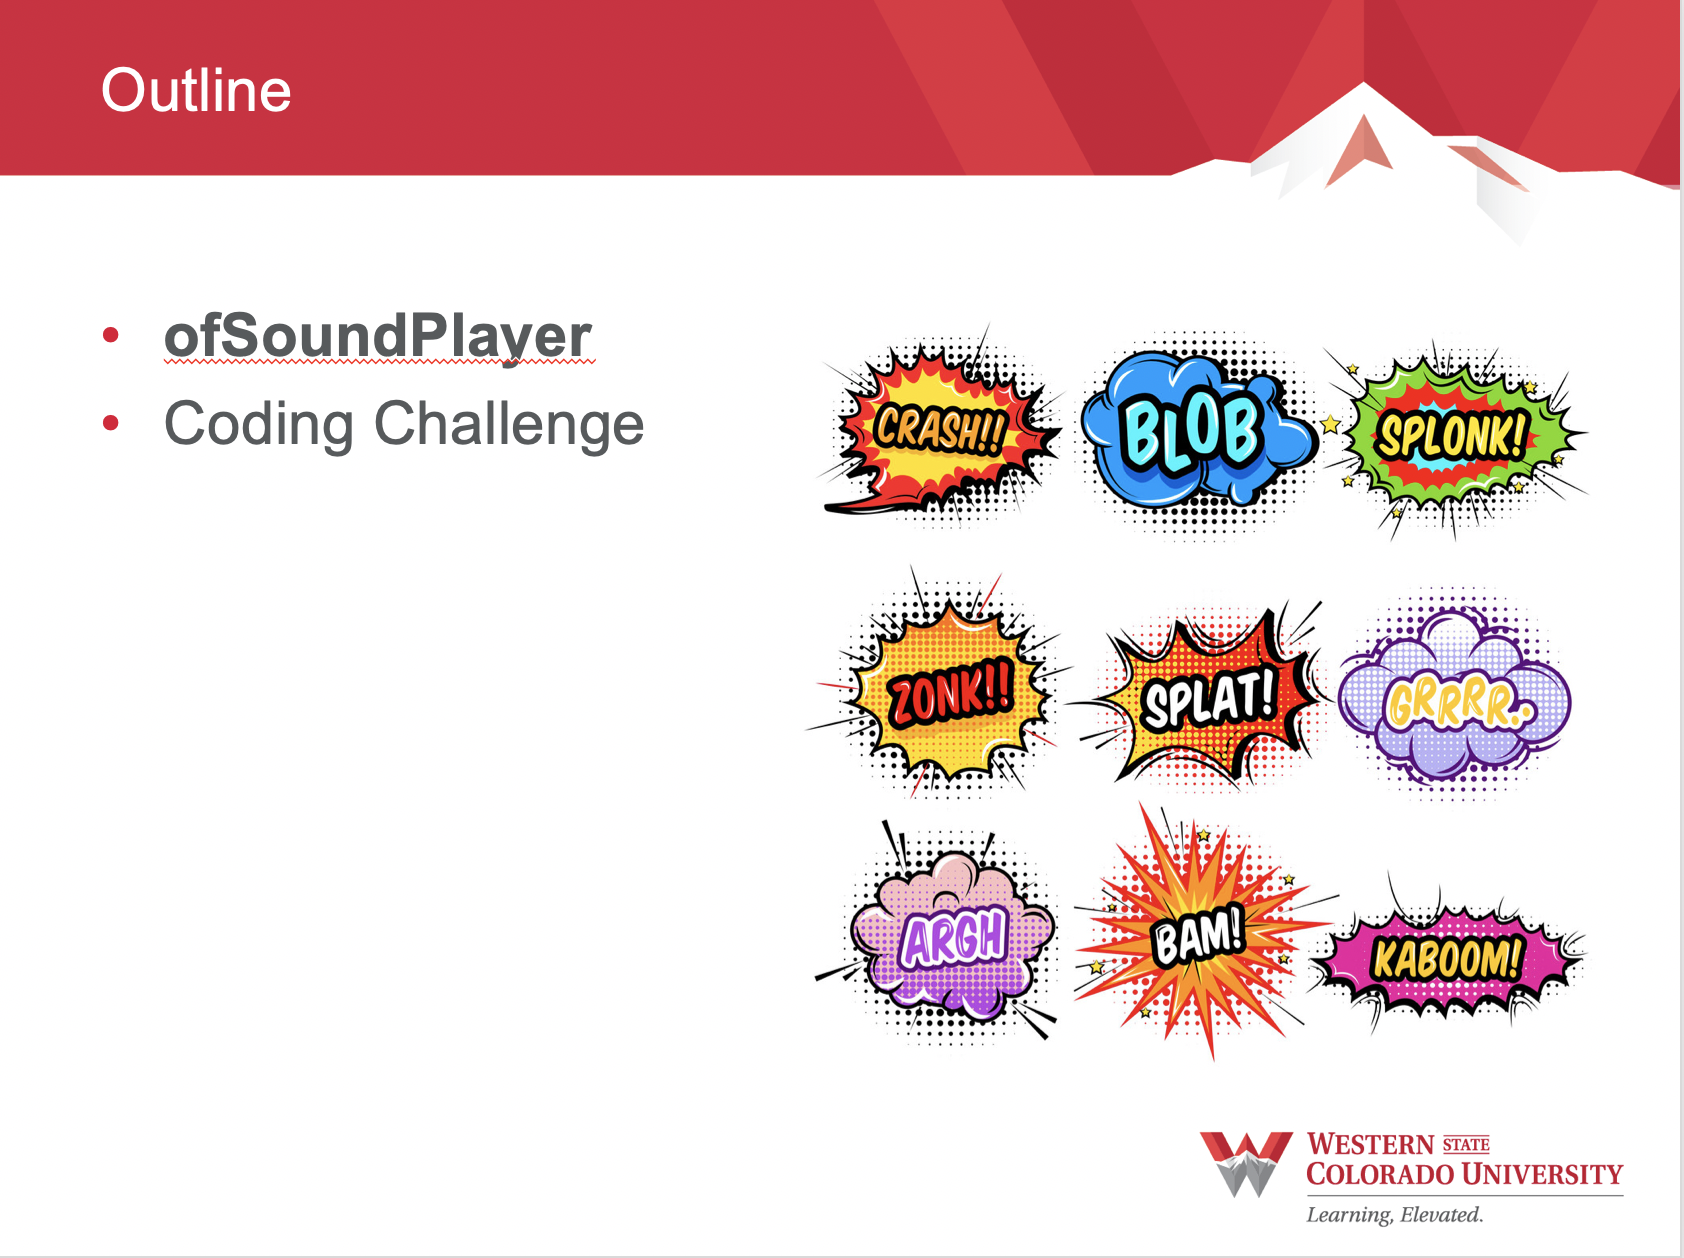 Outline
• ofSoundPlayer
• Coding Challenge
CRASH!!
BLOB
SPLONK!
ZONK!!
SPLAT!
GRRRR..
ARGH
BAM!
KABOOM!
WESTERN STATE
COLORADO UNIVERSITY
Learning, Elevated.